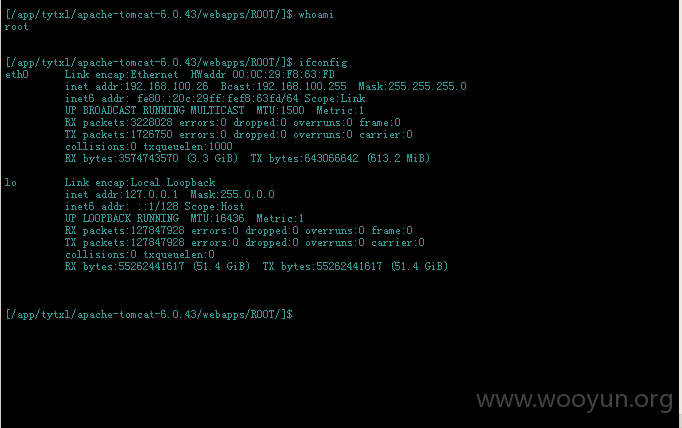 [/app/tytxl/apache-tomcat-6.0.43/webapps/ROOT/]$ whoami
root
[/app/tytxl/apache-tomcat-6.0.43/webapps/ROOT/]$ ifconfig
eth0 Link encap:Ethernet HWaddr 00:0C:29:F8:63:FD
inet addr:192.168.100.26 Bcast:192.168.100.255 Mask:255.255.255.0
inet6 addr: fe80::20c:29ff:fef8:63fd/64 Scope:Link
UP BROADCAST RUNNING MULTICAST MTU:1500 Metric:1
RX packets:3228028 errors:0 dropped:0 overruns:0 frame:0
TX packets:1726750 errors:0 dropped:0 overruns:0 carrier:0
collisions:0 txqueuelen:1000
RX bytes:3574743570 (3.3 GiB) TX bytes:643066642 (613.2 MiB)
lo Link encap:Local Loopback
inet addr:127.0.0.1 Mask:255.0.0.0
inet6 addr: ::1/128 Scope:Host
UP LOOPBACK RUNNING MTU:16436 Metric:1
RX packets:127847928 errors:0 dropped:0 overruns:0 frame:0
TX packets:127847928 errors:0 dropped:0 overruns:0 carrier:0
collisions:0 txqueuelen:0
RX bytes:55262441617 (51.4 GiB) TX bytes:55262441617 (51.4 GiB)
[/app/tytxl/apache-tomcat-6.0.43/webapps/ROOT/]$
www.wooyun.org